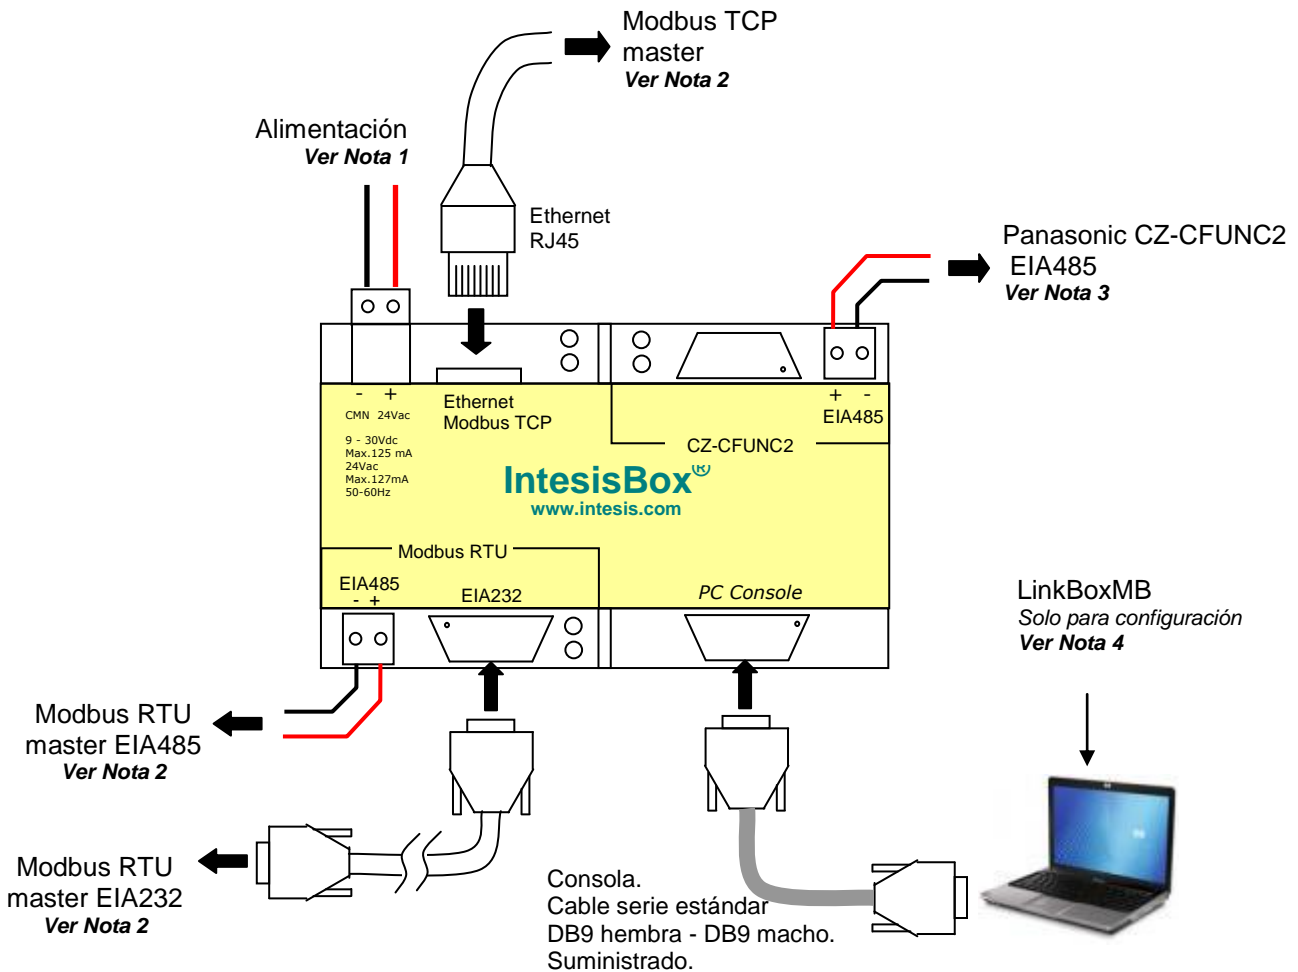 Modbus TCP
master
Ver Nota 2
Alimentación
Ver Nota 1
Ethernet
RJ45
Panasonic CZ-CFUNC2
EIA485
Ver Nota 3
- +
CMN 24Vac
9 - 30Vdc
Max.125 mA
24Vac
Max.127mA
50-60Hz
Ethernet
Modbus TCP
+ -
EIA485
CZ-CFUNC2
IntesisBox®
www.intesis.com
Modbus RTU
EIA485
- +
EIA232
PC Console
LinkBoxMB
Solo para configuración
Ver Nota 4
Modbus RTU
master EIA485
Ver Nota 2
Modbus RTU
master EIA232
Ver Nota 2
Consola.
Cable serie estándar
DB9 hembra - DB9 macho.
Suministrado.